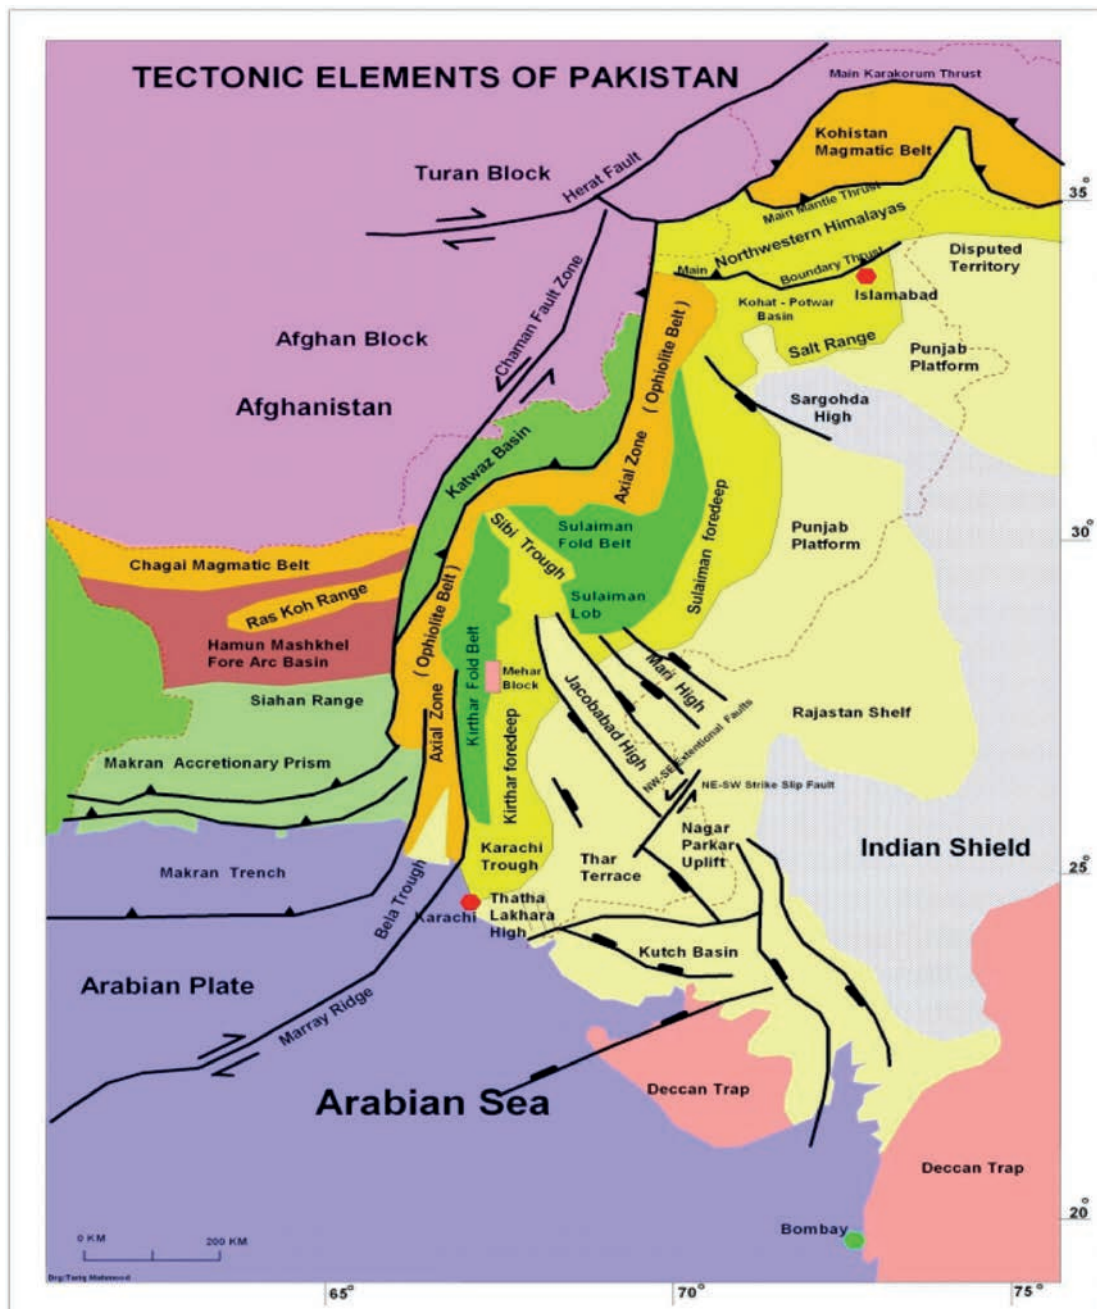 TECTONIC ELEMENTS OF PAKISTAN
Main Karakorum Thrust
Kohistan
Magmatic Belt
Turan Block
Herat Fault
35°
Main Mantle Thrust
Northwestern Himalayas
Disputed
Territory
Main
Boundary Thrust
Islamabad
Kohat - Potwar
Basin
Salt Range
Chaman Fault Zone
Afghan Block
Afghanistan
Punjab
Platform
Sargohda
High
Axial Zone ( Ophiolite Belt )
Katwaz Basin
Sibi Trough
Sulaiman
Fold Belt
Sulaiman foredeep
Punjab
Platform
30°
Chagai Magmatic Belt
Ras Koh Range
Sulaiman
Lob
Hamun Mashkhel
Fore Arc Basin
Axial Zone ( Ophiolite Belt )
Kirthar Fold Belt
Mehar
Block
Mari High
Siahan Range
Jacobabad High
Rajastan Shelf
NW-SE Extentional Faults
Makran Accretionary Prism
Kirthar foredeep
NE-SW Strike Slip Fault
Nagar
Parkar
Uplift
Indian Shield
Karachi
Trough
Thar
Terrace
25°
Makran Trench
Bela Trough
Karachi
Thatha
Lakhara
High
Kutch Basin
Arabian Plate
Marray Ridge
Arabian Sea
Deccan Trap
Deccan Trap
20°
Bombay
0 KM
200 KM
Drg:Tariq Mahmood
65°
70°
75°